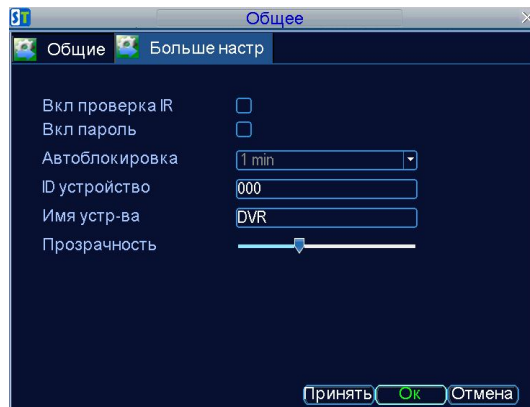 ST Общее
Общие Больше настр
Вкл проверка IR
Вкл пароль
Автоблокировка 1 min
ID устройство 000
Имя устр-ва DVR
Прозрачность
Принять Ок Отмена